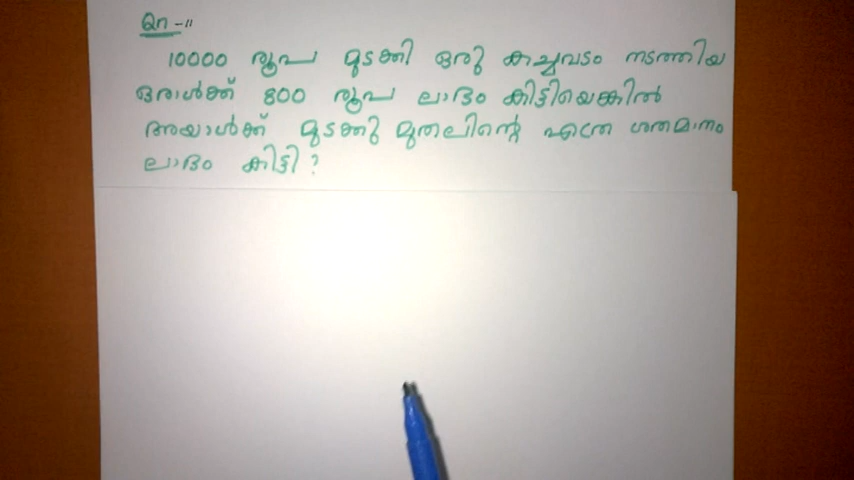 Qn -11
10000 രൂപ മുടക്കി ഒരു കച്ചവടം നടത്തിയ
ഒരാൾക്ക് 800 രൂപ ലാഭം കിട്ടിയെങ്കിൽ
അയാൾക്ക് മുടക്കു മുതലിന്റെ എത്ര ശതമാനം
ലാഭം കിട്ടി?